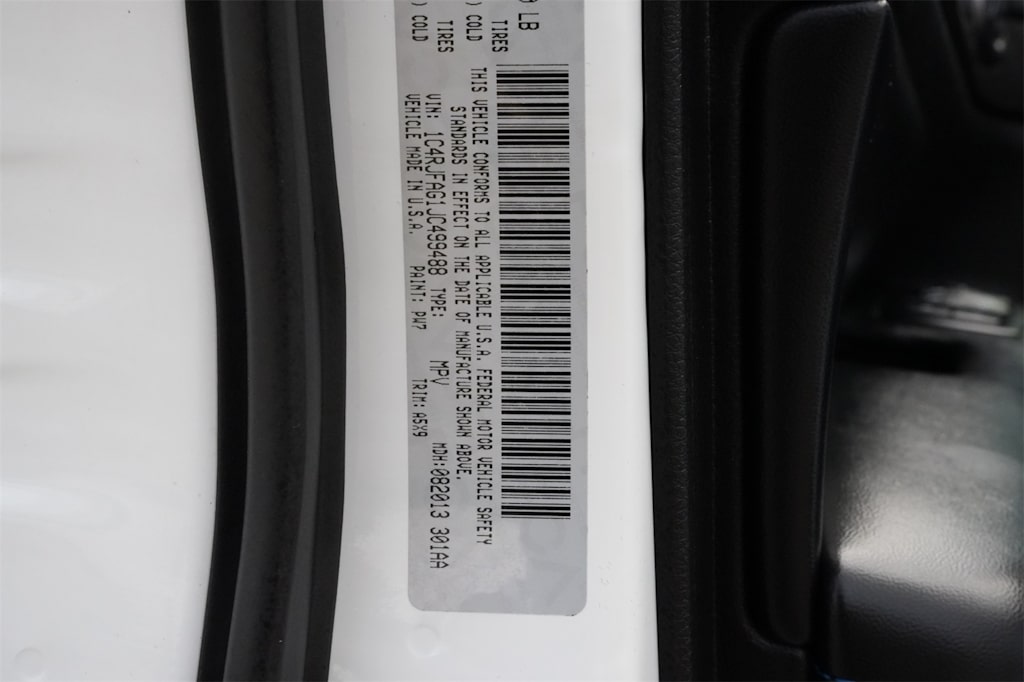 LB
TIRES
) COLD
TIRES
) COLD
THIS VEHICLE CONFORMS TO ALL APPLICABLE U.S.A. FEDERAL MOTOR VEHICLE SAFETY
STANDARDS IN EFFECT ON THE DATE OF MANUFACTURE SHOWN ABOVE.
VIN: 1C4RJFAG1JC499488 TYPE: MPV MDH:082013 301AA
VEHICLE MADE IN U.S.A. PAINT: PW7 TRIM: A5X9